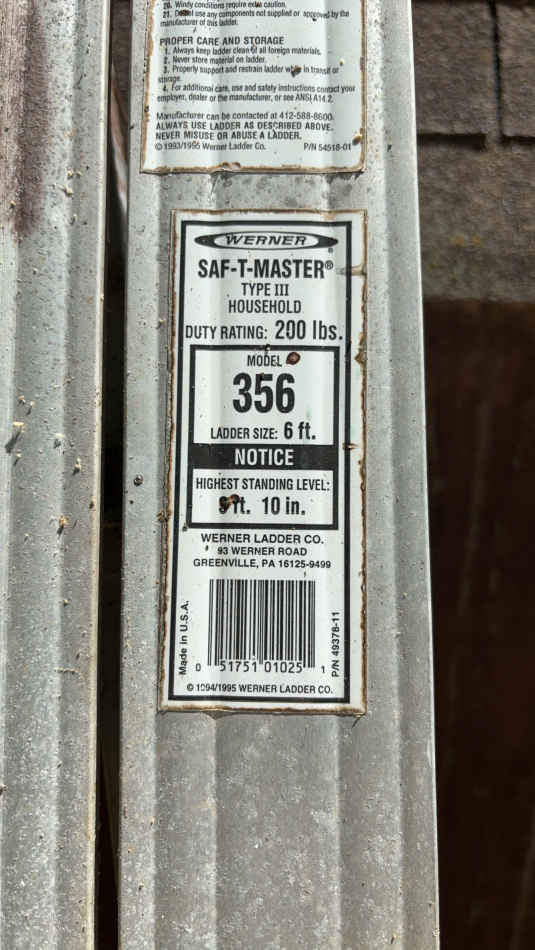 20. Windy conditions require extra caution.
21. Do not use any components not supplied or approved by the
manufacturer of this ladder.
PROPER CARE AND STORAGE
1. Always keep ladder clean of all foreign materials.
2. Never store material on ladder.
3. Properly support and restrain ladder while in transit or
storage.
4. For additional care, use and safety instructions contact your
employer, dealer or the manufacturer, or see ANSI A14.2.
Manufacturer can be contacted at 412-588-8600.
ALWAYS USE LADDER AS DESCRIBED ABOVE.
NEVER MISUSE OR ABUSE A LADDER.
© 1993/1995 Werner Ladder Co. P/N 54518-01
WERNER®
SAF-T-MASTER®
TYPE III
HOUSEHOLD
DUTY RATING: 200 lbs.
MODEL
356
LADDER SIZE: 6 ft.
NOTICE
HIGHEST STANDING LEVEL:
ft. 10 in.
WERNER LADDER CO.
93 WERNER ROAD
GREENVILLE, PA 16125-9499
Made in U.S.A.
0 51751 01025 1
P/N 49378-11
© 1994/1995 WERNER LADDER CO.